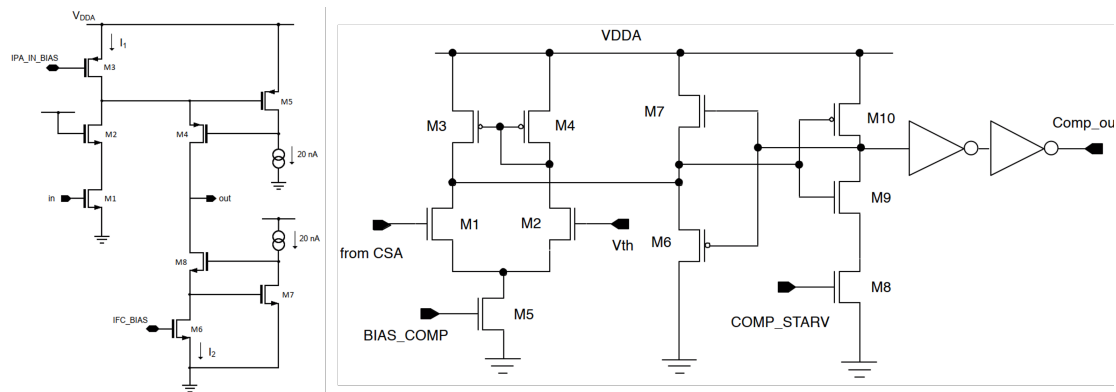 VDDA
I1
IPA_IN_BIAS
M3
M5
M2
M4
20 nA
in
M1
out
20 nA
M8
M7
IFC_BIAS
M6
I2
VDDA
M3
M4
M7
M10
Comp_out
M9
M1
M2
M6
from CSA
Vth
M8
M5
BIAS_COMP
COMP_STARV